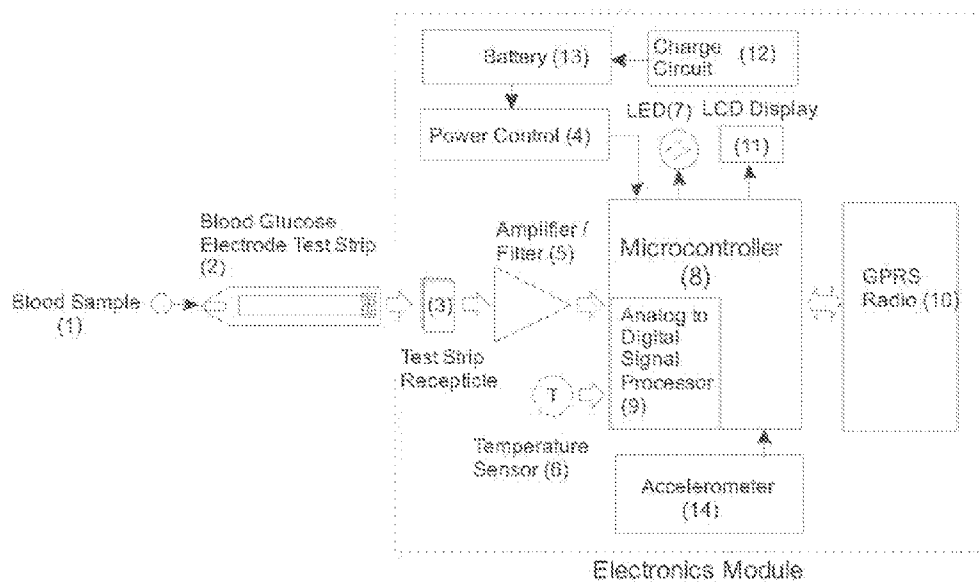 Battery (13)
Charge
Circuit (12)
LED(7)
LCD Display
(11)
Power Control (4)
Blood Glucose
Electrode Test Strip
(2)
Amplifier /
Filter (5)
Microcontroller
(8)
GPRS
Radio (10)
Blood Sample
(1)
(3)
Analog to
Digital
Signal
Processor
(9)
Test Strip
Recepticle
T
Temperature
Sensor (6)
Accelerometer
(14)
Electronics Module